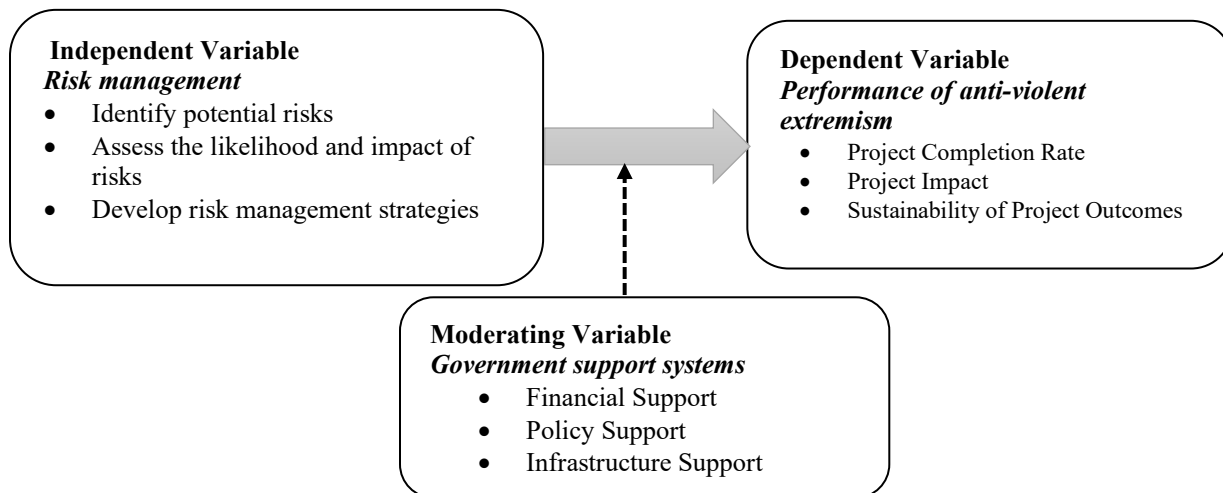 Independent Variable
Risk management
• Identify potential risks
• Assess the likelihood and impact of
risks
• Develop risk management strategies
Dependent Variable
Performance of anti-violent
extremism
• Project Completion Rate
• Project Impact
• Sustainability of Project Outcomes
Moderating Variable
Government support systems
• Financial Support
• Policy Support
• Infrastructure Support